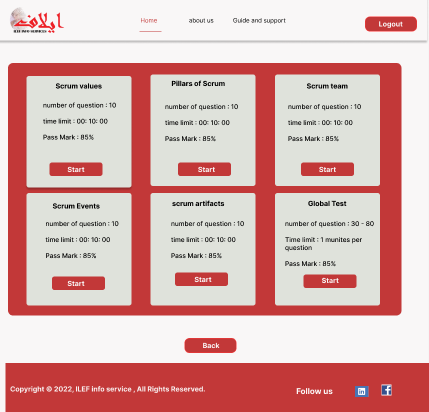 ايلاف
ILEF INFO SERVICES
Home
about us
Guide and support
Logout
Scrum values
number of question : 10
time limit : 00: 10: 00
Pass Mark : 85%
Start
Pillars of Scrum
number of question : 10
time limit : 00: 10: 00
Pass Mark : 85%
Start
Scrum team
number of question : 10
time limit : 00: 10: 00
Pass Mark : 85%
Start
Scrum Events
number of question : 10
time limit : 00: 10: 00
Pass Mark : 85%
Start
scrum artifacts
number of question : 10
time limit : 00: 10: 00
Pass Mark : 85%
Start
Global Test
number of question : 30 - 80
Time limit : 1 munites per
question
Pass Mark : 85%
Start
Back
Copyright © 2022, ILEF info service , All Rights Reserved.
Follow us
in
f